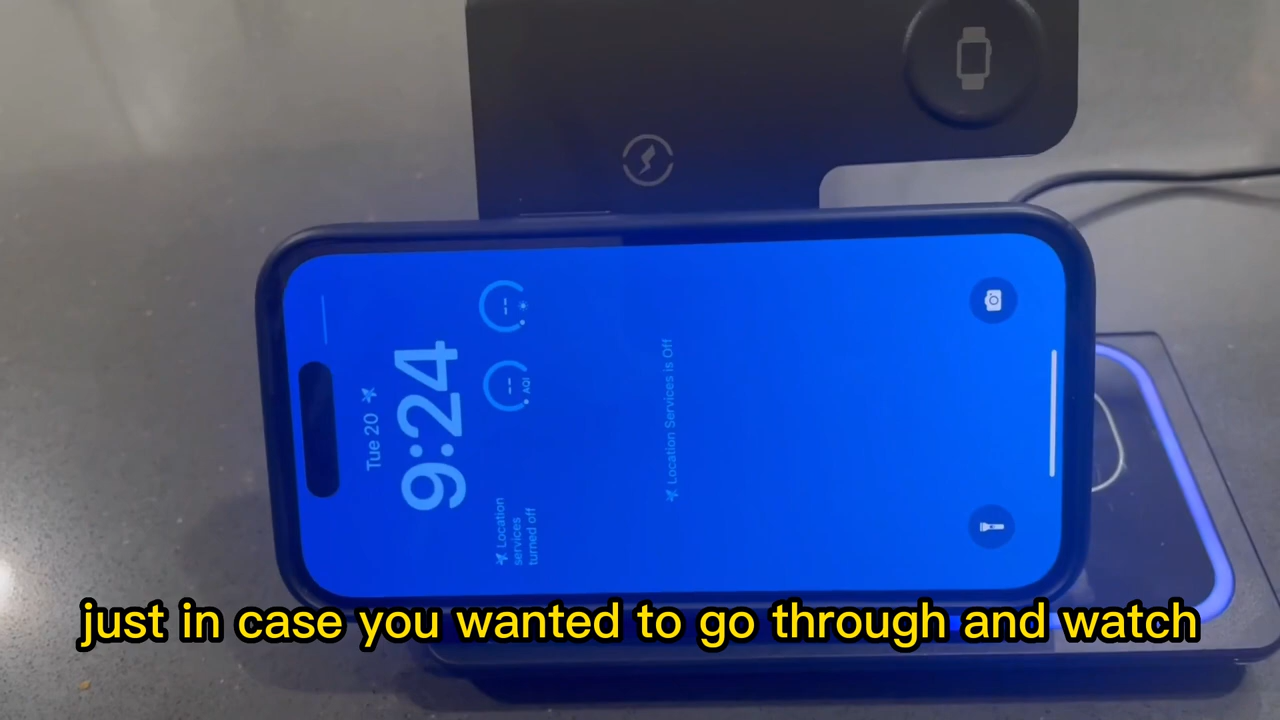 Tue 20
9:24
--
--
AQI
Location
services
turned off
Location Services is Off
just in case you wanted to go through and watch